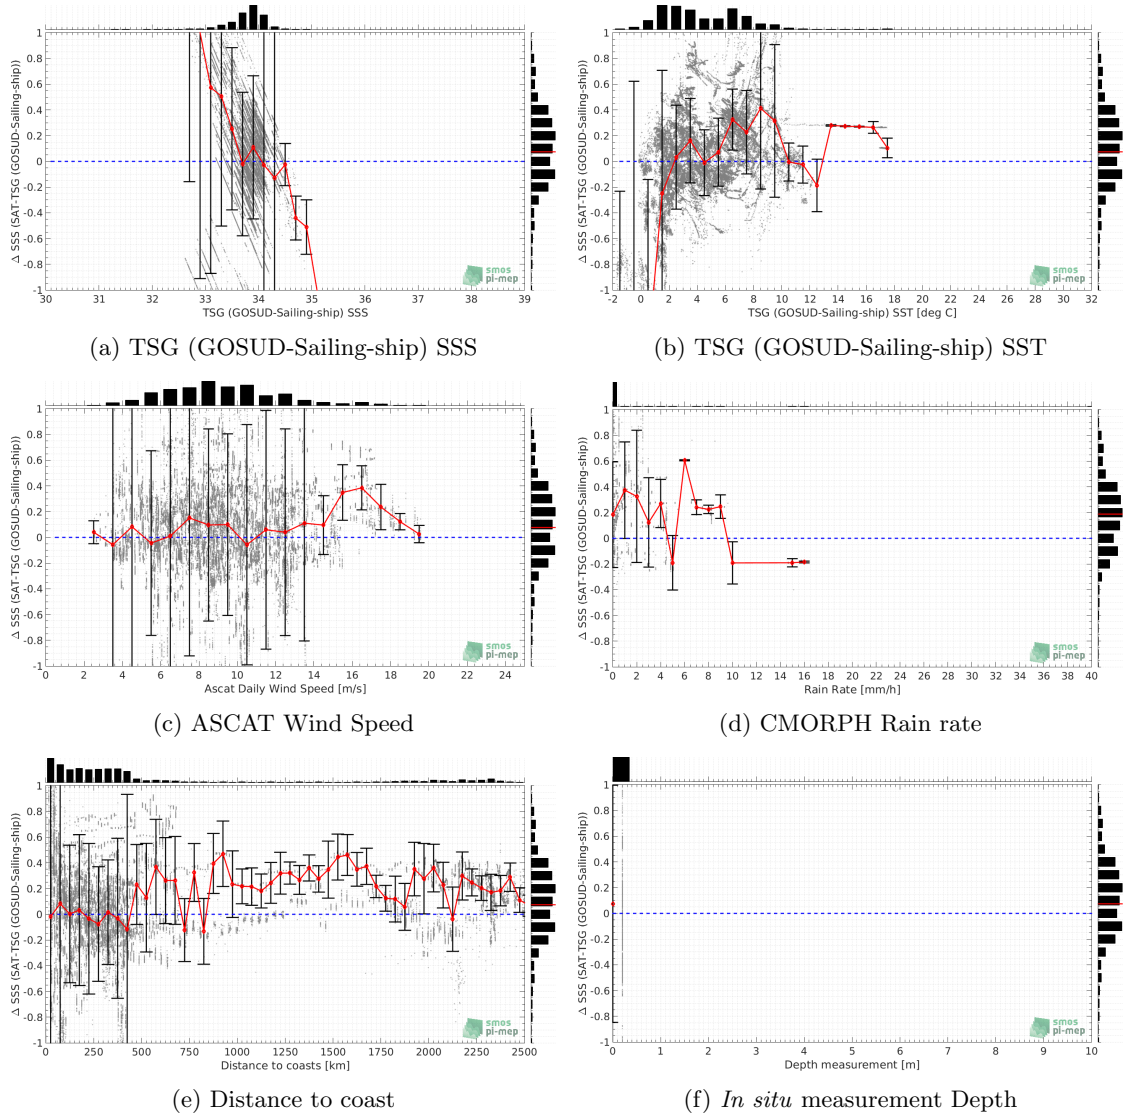 1
0.8
0.6
0.4
0.2
0
-0.2
-0.4
-0.6
-0.8
-1
Δ SSS (SAT-TSG (GOSUD-Sailing-ship))
30 31 32 33 34 35 36 37 38 39
TSG (GOSUD-Sailing-ship) SSS
smos
pi-mep
(a) TSG (GOSUD-Sailing-ship) SSS
1
0.8
0.6
0.4
0.2
0
-0.2
-0.4
-0.6
-0.8
-1
Δ SSS (SAT-TSG (GOSUD-Sailing-ship))
-2 0 2 4 6 8 10 12 14 16 18 20 22 24 26 28 30 32
TSG (GOSUD-Sailing-ship) SST [deg C]
smos
pi-mep
(b) TSG (GOSUD-Sailing-ship) SST
1
0.8
0.6
0.4
0.2
0
-0.2
-0.4
-0.6
-0.8
-1
Δ SSS (SAT-TSG (GOSUD-Sailing-ship))
0 2 4 6 8 10 12 14 16 18 20 22 24
Ascat Daily Wind Speed [m/s]
smos
pi-mep
(c) ASCAT Wind Speed
1
0.8
0.6
0.4
0.2
0
-0.2
-0.4
-0.6
-0.8
-1
Δ SSS (SAT-TSG (GOSUD-Sailing-ship))
0 2 4 6 8 10 12 14 16 18 20 22 24 26 28 30 32 34 36 38 40
Rain Rate [mm/h]
smos
pi-mep
(d) CMORPH Rain rate
1
0.8
0.6
0.4
0.2
0
-0.2
-0.4
-0.6
-0.8
-1
Δ SSS (SAT-TSG (GOSUD-Sailing-ship))
0 250 500 750 1000 1250 1500 1750 2000 2250 2500
Distance to coasts [km]
smos
pi-mep
(e) Distance to coast
1
0.8
0.6
0.4
0.2
0
-0.2
-0.4
-0.6
-0.8
-1
Δ SSS (SAT-TSG (GOSUD-Sailing-ship))
0 1 2 3 4 5 6 7 8 9 10
Depth measurement [m]
smos
pi-mep
(f) In situ measurement Depth